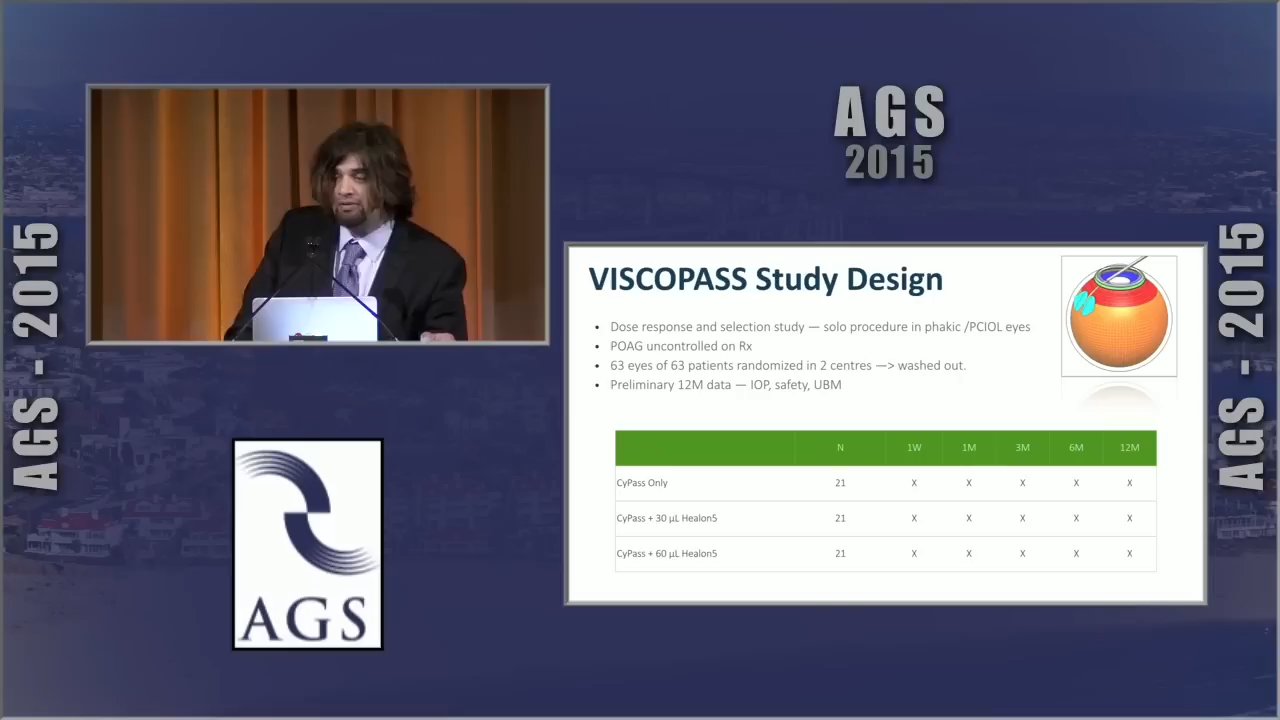 AGS
2015
AGS - 2015
AGS - 2015
VISCOPASS Study Design
• Dose response and selection study — solo procedure in phakic /PCIOL eyes
• POAG uncontrolled on Rx
• 63 eyes of 63 patients randomized in 2 centres —> washed out.
• Preliminary 12M data — IOP, safety, UBM
N 1W 1M 3M 6M 12M
CyPass Only 21 X X X X X
CyPass + 30 µL Healon5 21 X X X X X
CyPass + 60 µL Healon5 21 X X X X X
AGS